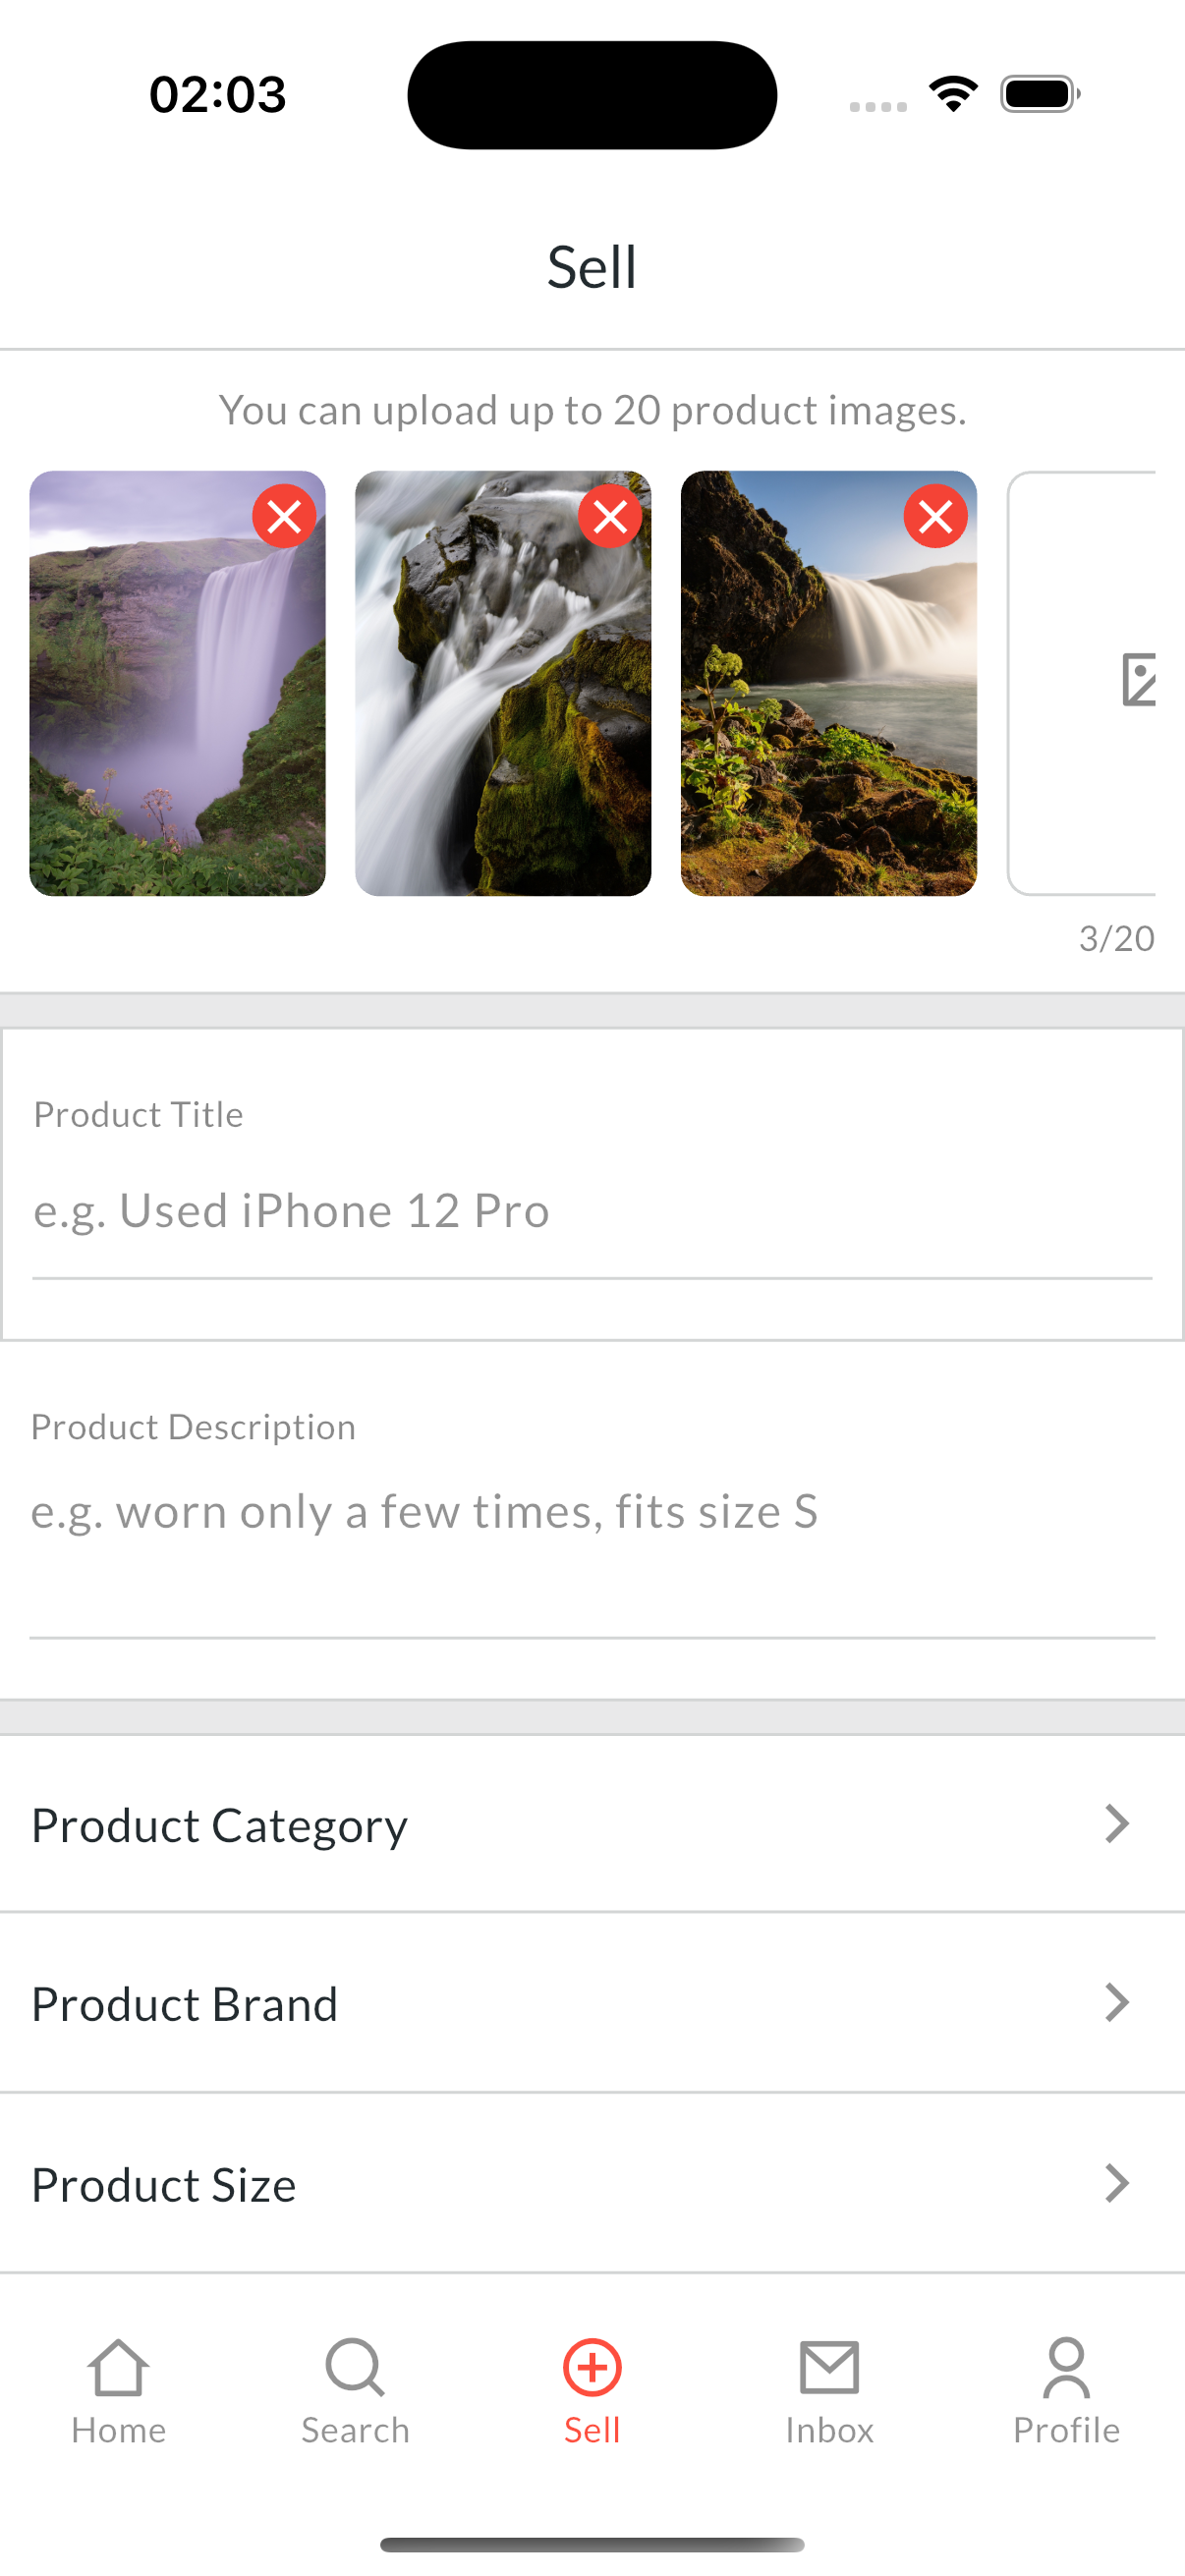 02:03
Sell
You can upload up to 20 product images.
3/20
Product Title
e.g. Used iPhone 12 Pro
Product Description
e.g. worn only a few times, fits size S
Product Category
Product Brand
Product Size
Home
Search
Sell
Inbox
Profile